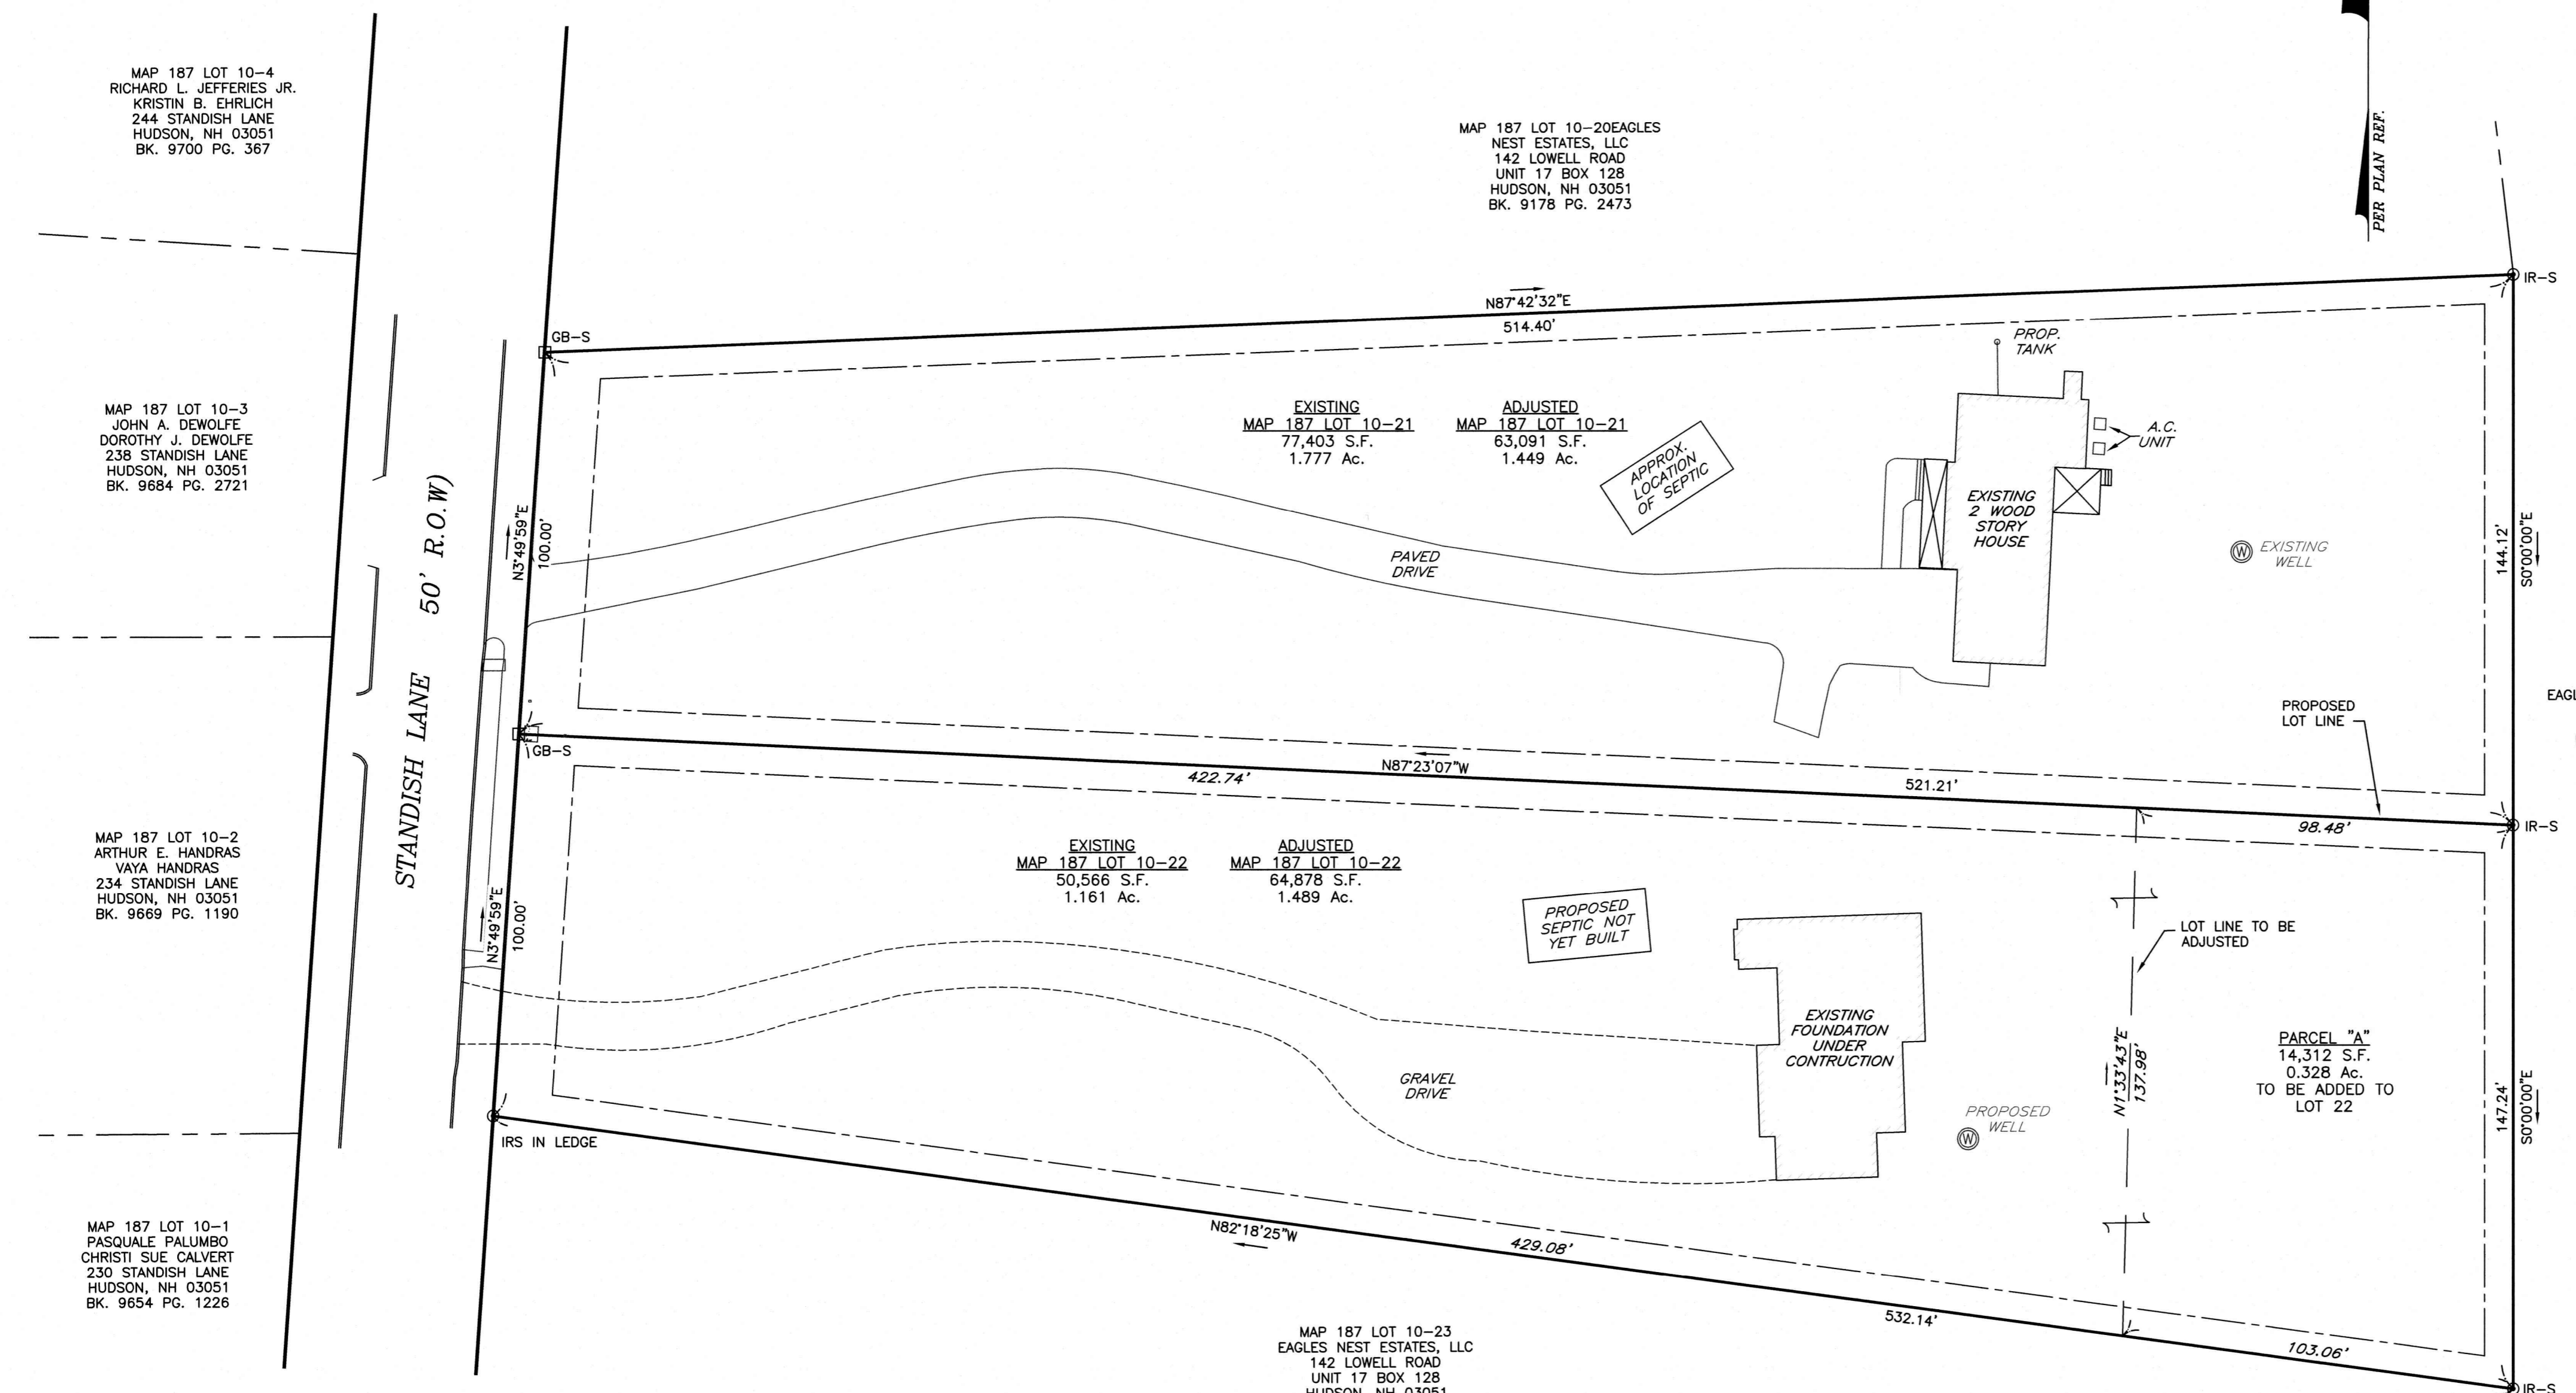 MAP 187 LOT 10-4
RICHARD L. JEFFERIES JR.
KRISTIN B. EHRLICH
244 STANDISH LANE
HUDSON, NH 03051
BK. 9700 PG. 367
MAP 187 LOT 10-20EAGLES
NEST ESTATES, LLC
142 LOWELL ROAD
UNIT 17 BOX 128
HUDSON, NH 03051
BK. 9178 PG. 2473
PER PLAN REF.
IR-S
N87°42'32"E
514.40'
GB-S
PROP.
TANK
MAP 187 LOT 10-3
JOHN A. DEWOLFE
DOROTHY J. DEWOLFE
238 STANDISH LANE
HUDSON, NH 03051
BK. 9684 PG. 2721
STANDISH LANE 50' R.O.W)
N3°49'59"E
100.00'
EXISTING
MAP 187 LOT 10-21
77,403 S.F.
1.777 Ac.
ADJUSTED
MAP 187 LOT 10-21
63,091 S.F.
1.449 Ac.
APPROX.
LOCATION
OF SEPTIC
A.C.
UNIT
EXISTING
2 WOOD
STORY
HOUSE
W
EXISTING
WELL
144.12'
S0°00'00"E
PAVED
DRIVE
PROPOSED
LOT LINE
EAGL
GB-S
N87°23'07"W
422.74'
521.21'
98.48'
IR-S
MAP 187 LOT 10-2
ARTHUR E. HANDRAS
VAYA HANDRAS
234 STANDISH LANE
HUDSON, NH 03051
BK. 9669 PG. 1190
N3°49'59"E
100.00'
EXISTING
MAP 187 LOT 10-22
50,566 S.F.
1.161 Ac.
ADJUSTED
MAP 187 LOT 10-22
64,878 S.F.
1.489 Ac.
PROPOSED
SEPTIC NOT
YET BUILT
LOT LINE TO BE
ADJUSTED
EXISTING
FOUNDATION
UNDER
CONTRUCTION
GRAVEL
DRIVE
PROPOSED
WELL
W
N1°33'43"E
137.98'
PARCEL "A"
14,312 S.F.
0.328 Ac.
TO BE ADDED TO
LOT 22
147.24'
S0°00'00"E
IRS IN LEDGE
MAP 187 LOT 10-1
PASQUALE PALUMBO
CHRISTI SUE CALVERT
230 STANDISH LANE
HUDSON, NH 03051
BK. 9654 PG. 1226
N82°18'25"W
429.08'
532.14'
103.06'
IR-S
MAP 187 LOT 10-23
EAGLES NEST ESTATES, LLC
142 LOWELL ROAD
UNIT 17 BOX 128
HUDSON, NH 03051